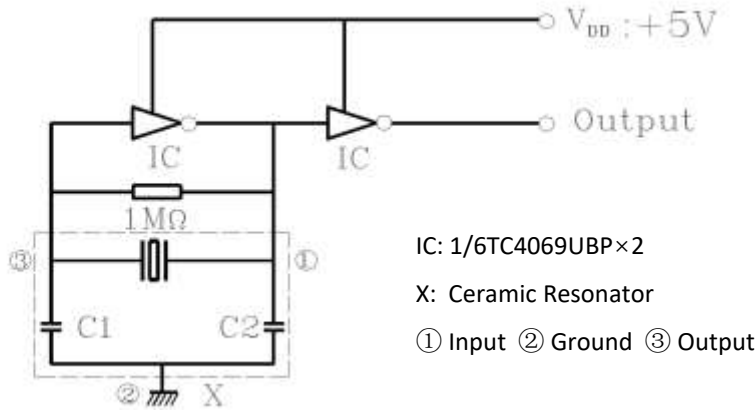 V_DD : +5V
Output
IC
IC
1MΩ
③
①
IC: 1/6TC4069UBP×2
X: Ceramic Resonator
C1
C2
① Input ② Ground ③ Output
②
X